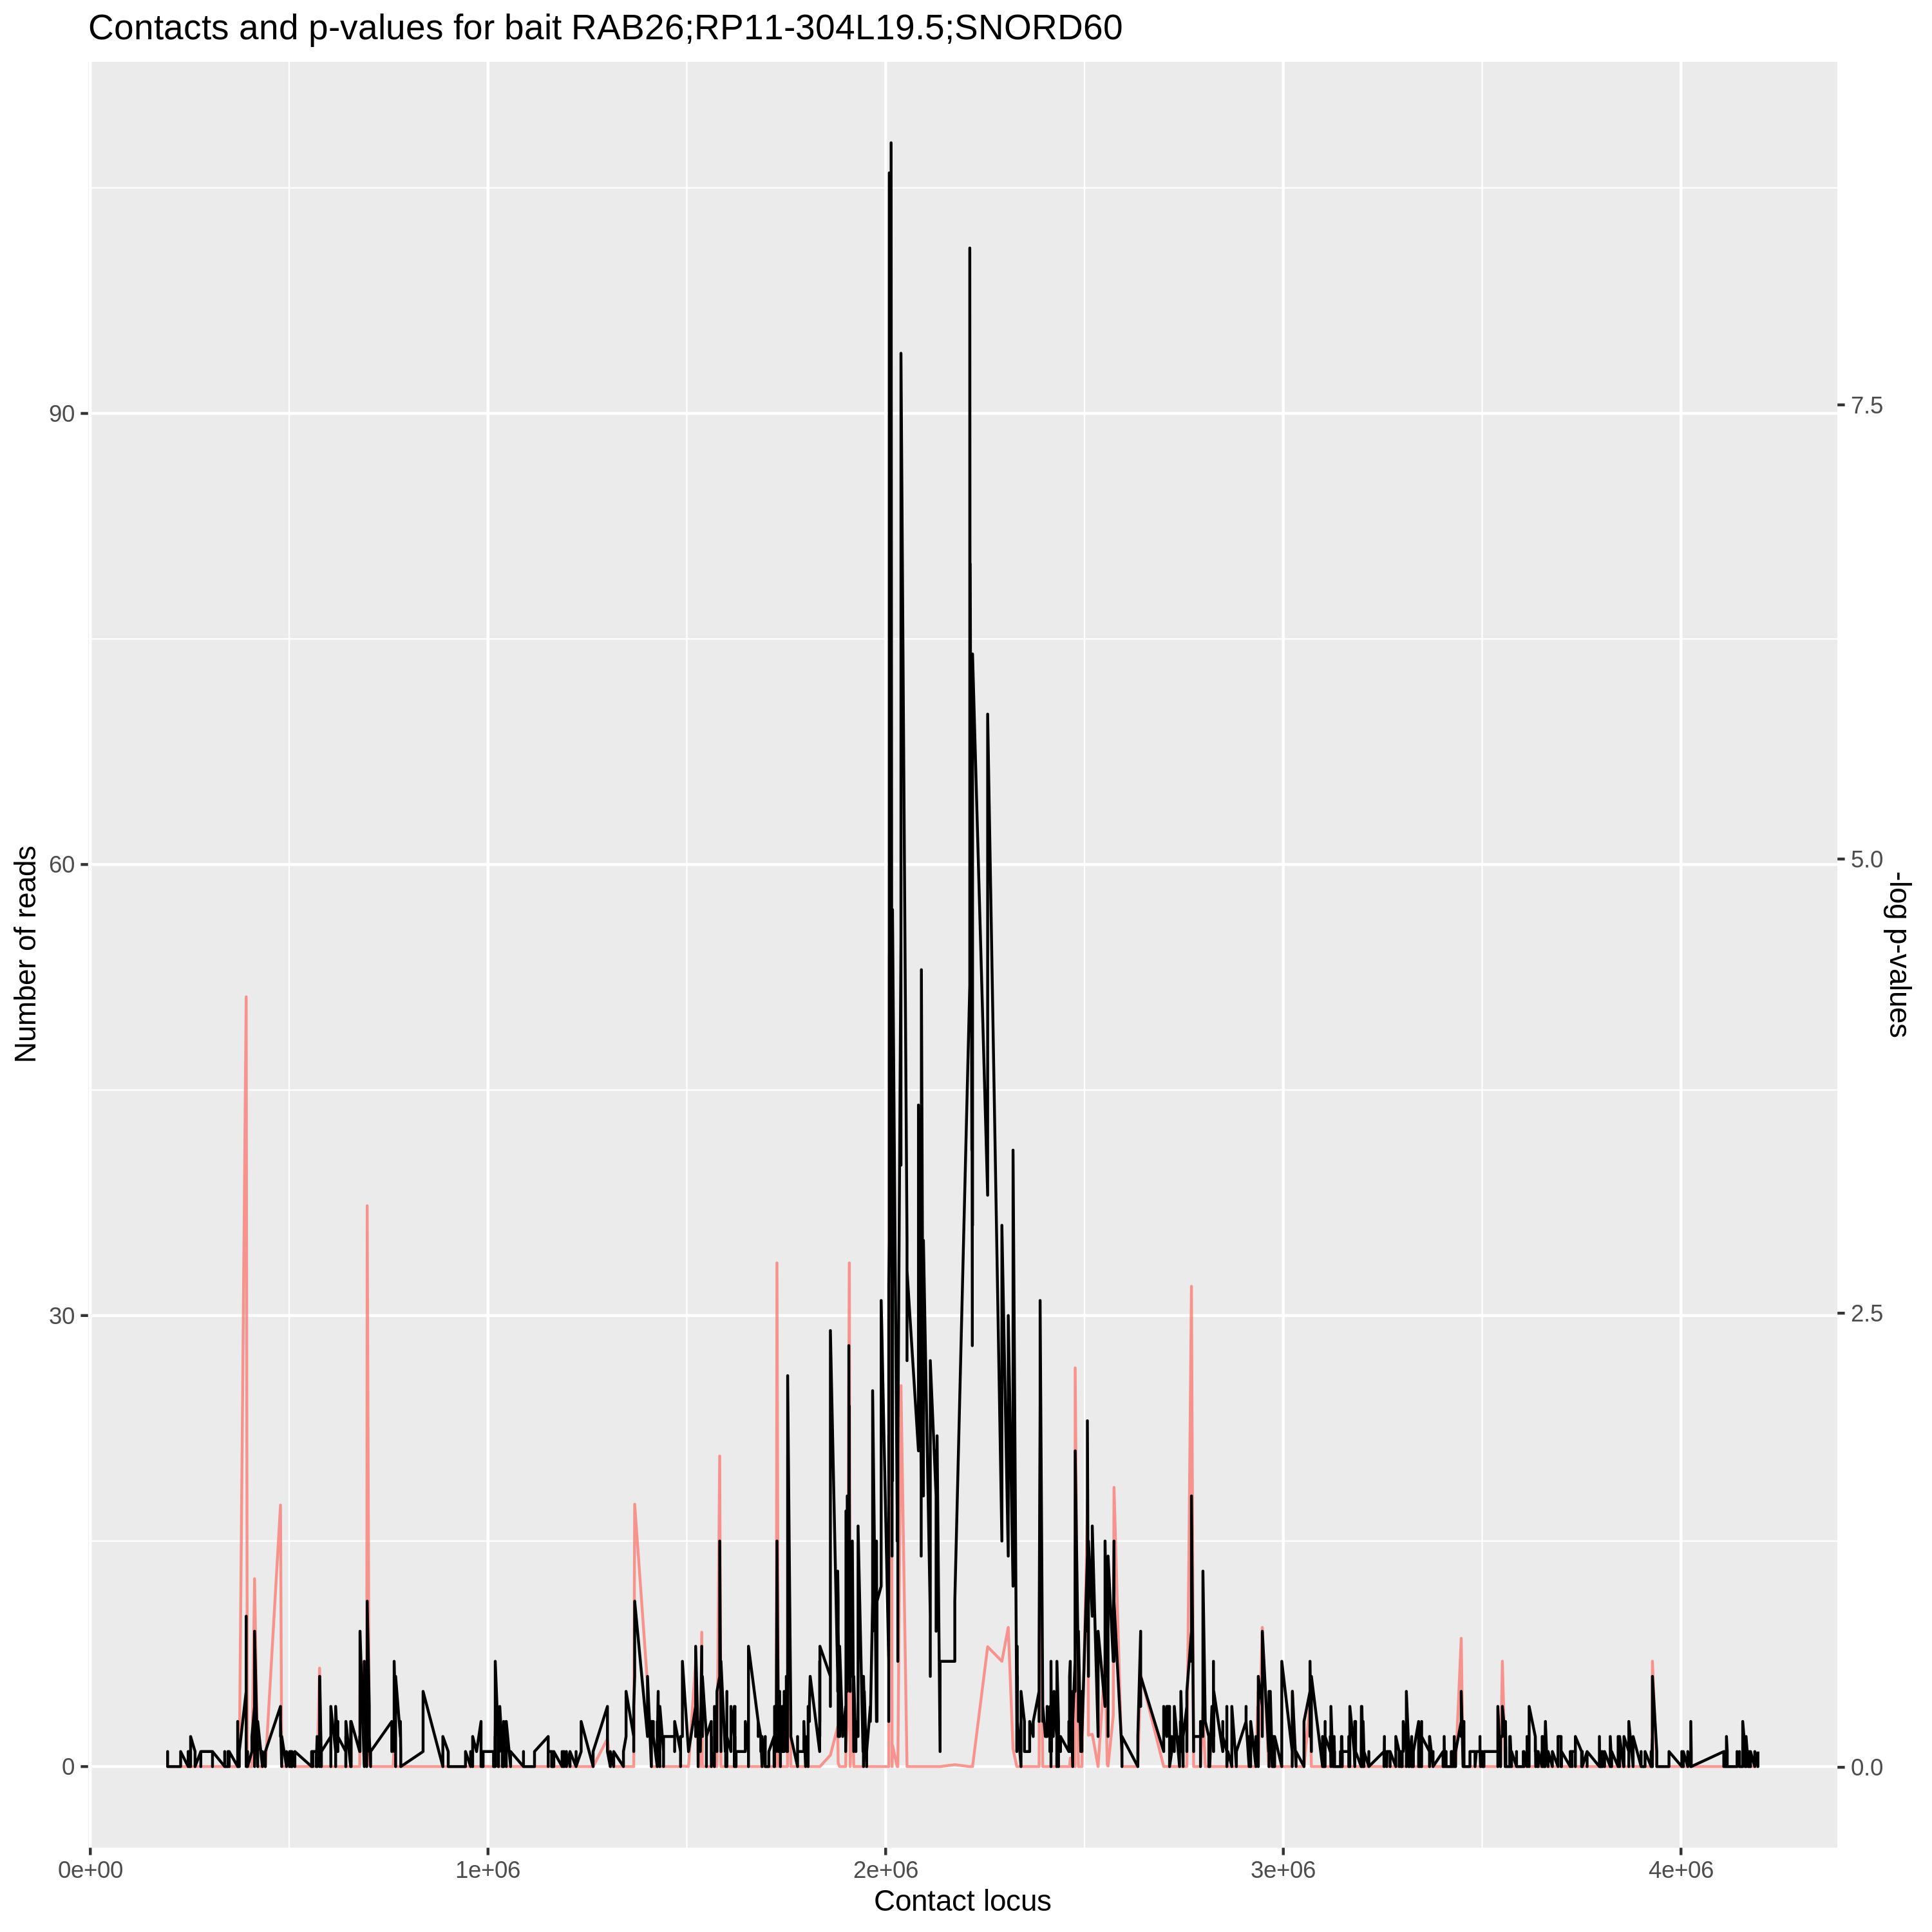 Contacts and p-values for bait RAB26;RP11-304L19.5;SNORD60
90
60
30
0
Number of reads
7.5
5.0
2.5
0.0
-log p-values
0e+00
1e+06
2e+06
3e+06
4e+06
Contact locus